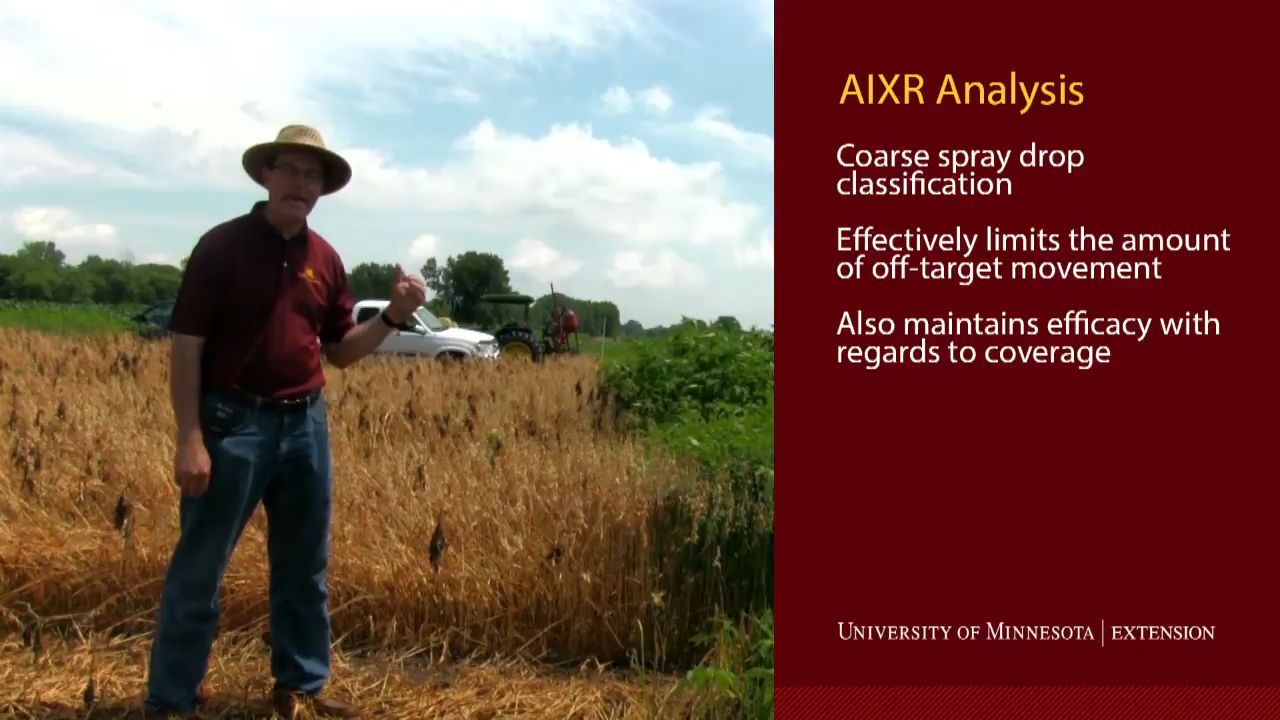 AIXR Analysis
Coarse spray drop
classification
Effectively limits the amount
of off-target movement
Also maintains efficacy with
regards to coverage
UNIVERSITY OF MINNESOTA | EXTENSION